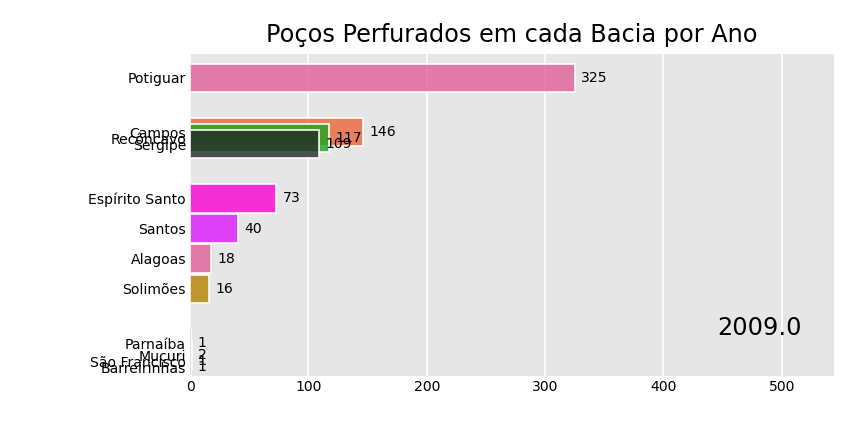 Poços Perfurados em cada Bacia por Ano
Potiguar 325
Campos 146
Recôncavo 117
Sergipe 109
Espírito Santo 73
Santos 40
Alagoas 18
Solimões 16
2009.0
Parnaíba 1
Mucuri 2
São Francisco 1
Barreirinhas 1
0 100 200 300 400 500